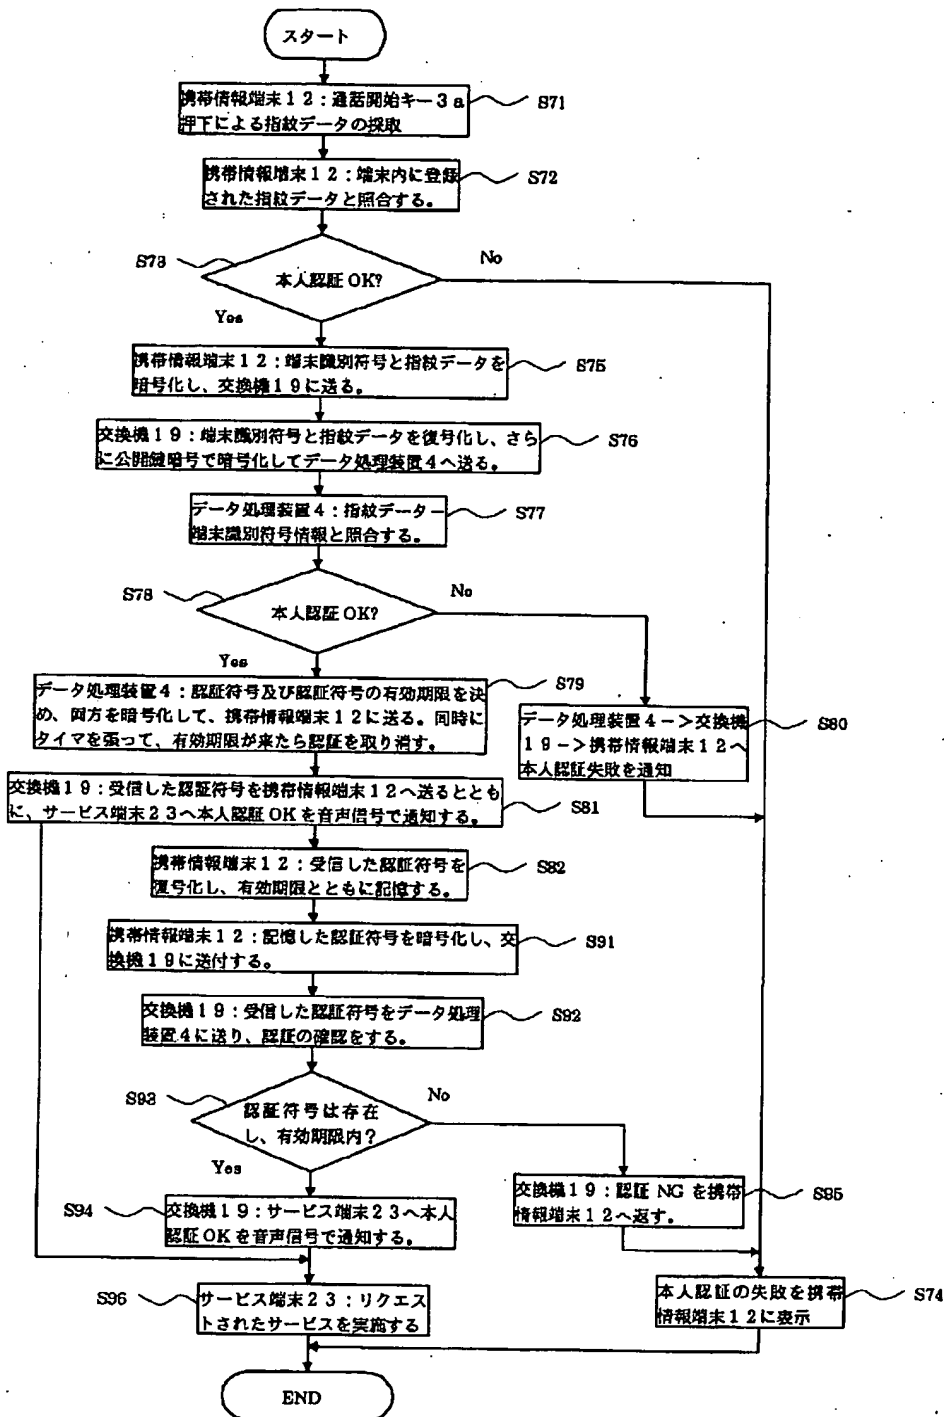 スタート
携帯情報端末１２：通話開始キー３a
押下による指紋データの採取
S71
携帯情報端末１２：端末内に登録
された指紋データと照合する。
S72
S73
本人認証 OK?
No
Yes
携帯情報端末１２：端末識別符号と指紋データを
暗号化し、交換機１９に送る。
S75
交換機１９：端末識別符号と指紋データを復号化し、さら
に公開鍵暗号で暗号化してデータ処理装置４へ送る。
S76
データ処理装置４：指紋データー
端末識別符号情報と照合する。
S77
S78
本人認証 OK?
No
Yes
データ処理装置４：認証符号及び認証符号の有効期限を決
め、両方を暗号化して、携帯情報端末１２に送る。同時に
タイマを張って、有効期限が来たら認証を取り消す。
S79
データ処理装置４->交換機
１９->携帯情報端末１２へ
本人認証失敗を通知
S80
交換機１９：受信した認証符号を携帯情報端末１２へ送るととも
に、サービス端末２３へ本人認証 OK を音声信号で通知する。
S81
携帯情報端末１２：受信した認証符号を
復号化し、有効期限とともに記憶する。
S82
携帯情報端末１２：記憶した認証符号を暗号化し、交
換機１９に送付する。
S91
交換機１９：受信した認証符号をデータ処理
装置４に送り、認証の確認をする。
S92
S93
認証符号は存在
し、有効期限内？
No
Yes
S94
交換機１９：サービス端末２３へ本人
認証 OK を音声信号で通知する。
交換機１９：認証 NG を携帯
情報端末１２へ返す。
S95
S96
サービス端末２３：リクエス
トされたサービスを実施する
本人認証の失敗を携帯
情報端末１２に表示
S74
END